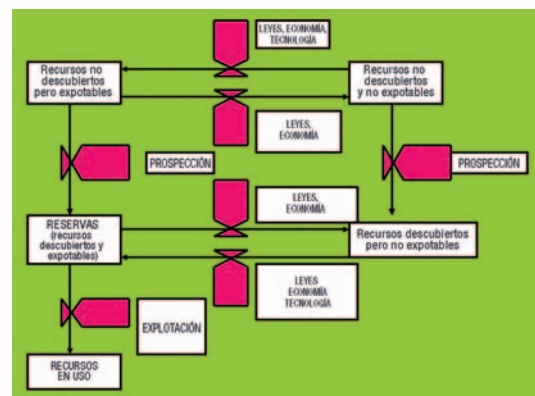 LEYES, ECONOMÍA,
TECNOLOGÍA
Recursos no
descubiertos
pero expotables
Recursos no
descubiertos
y no expotables
LEYES,
ECONOMÍA
PROSPECCIÓN
PROSPECCIÓN
LEYES,
ECONOMÍA
RESERVAS
(recursos
descubiertos y
expotables)
Recursos descubiertos
pero no expotables
LEYES
ECONOMÍA
TECNOLOGÍA
EXPLOTACIÓN
RECURSOS
EN USO